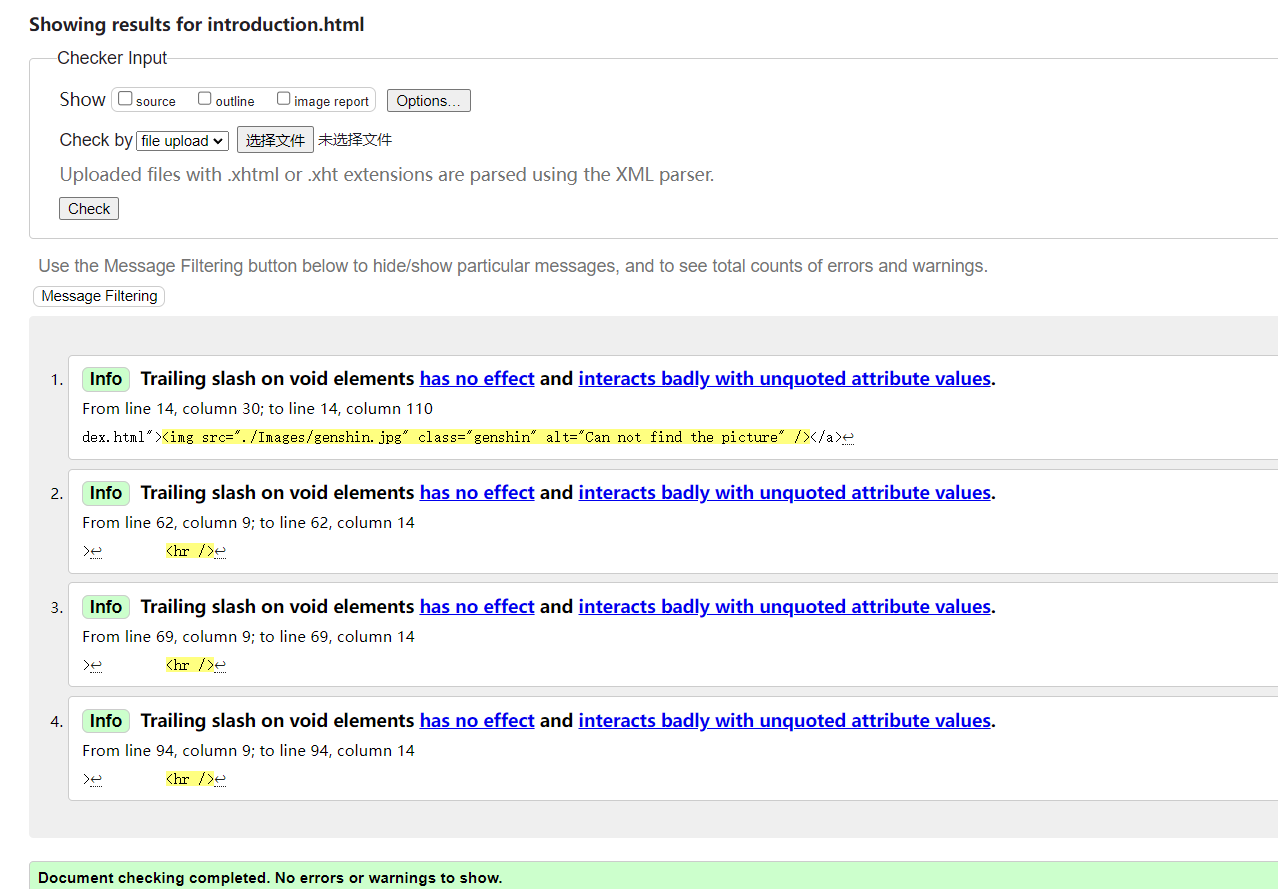 Showing results for introduction.html
Checker Input
Show source outline image report Options...
Check by file upload 选择文件 未选择文件
Uploaded files with .xhtml or .xht extensions are parsed using the XML parser.
Check
Use the Message Filtering button below to hide/show particular messages, and to see total counts of errors and warnings.
Message Filtering
1. Info Trailing slash on void elements has no effect and interacts badly with unquoted attribute values.
From line 14, column 30; to line 14, column 110
dex.html"><img src="./Images/genshin.jpg" class="genshin" alt="Can not find the picture" /></a>↩
2. Info Trailing slash on void elements has no effect and interacts badly with unquoted attribute values.
From line 62, column 9; to line 62, column 14
>↩ <hr />↩
3. Info Trailing slash on void elements has no effect and interacts badly with unquoted attribute values.
From line 69, column 9; to line 69, column 14
>↩ <hr />↩
4. Info Trailing slash on void elements has no effect and interacts badly with unquoted attribute values.
From line 94, column 9; to line 94, column 14
>↩ <hr />↩
Document checking completed. No errors or warnings to show.